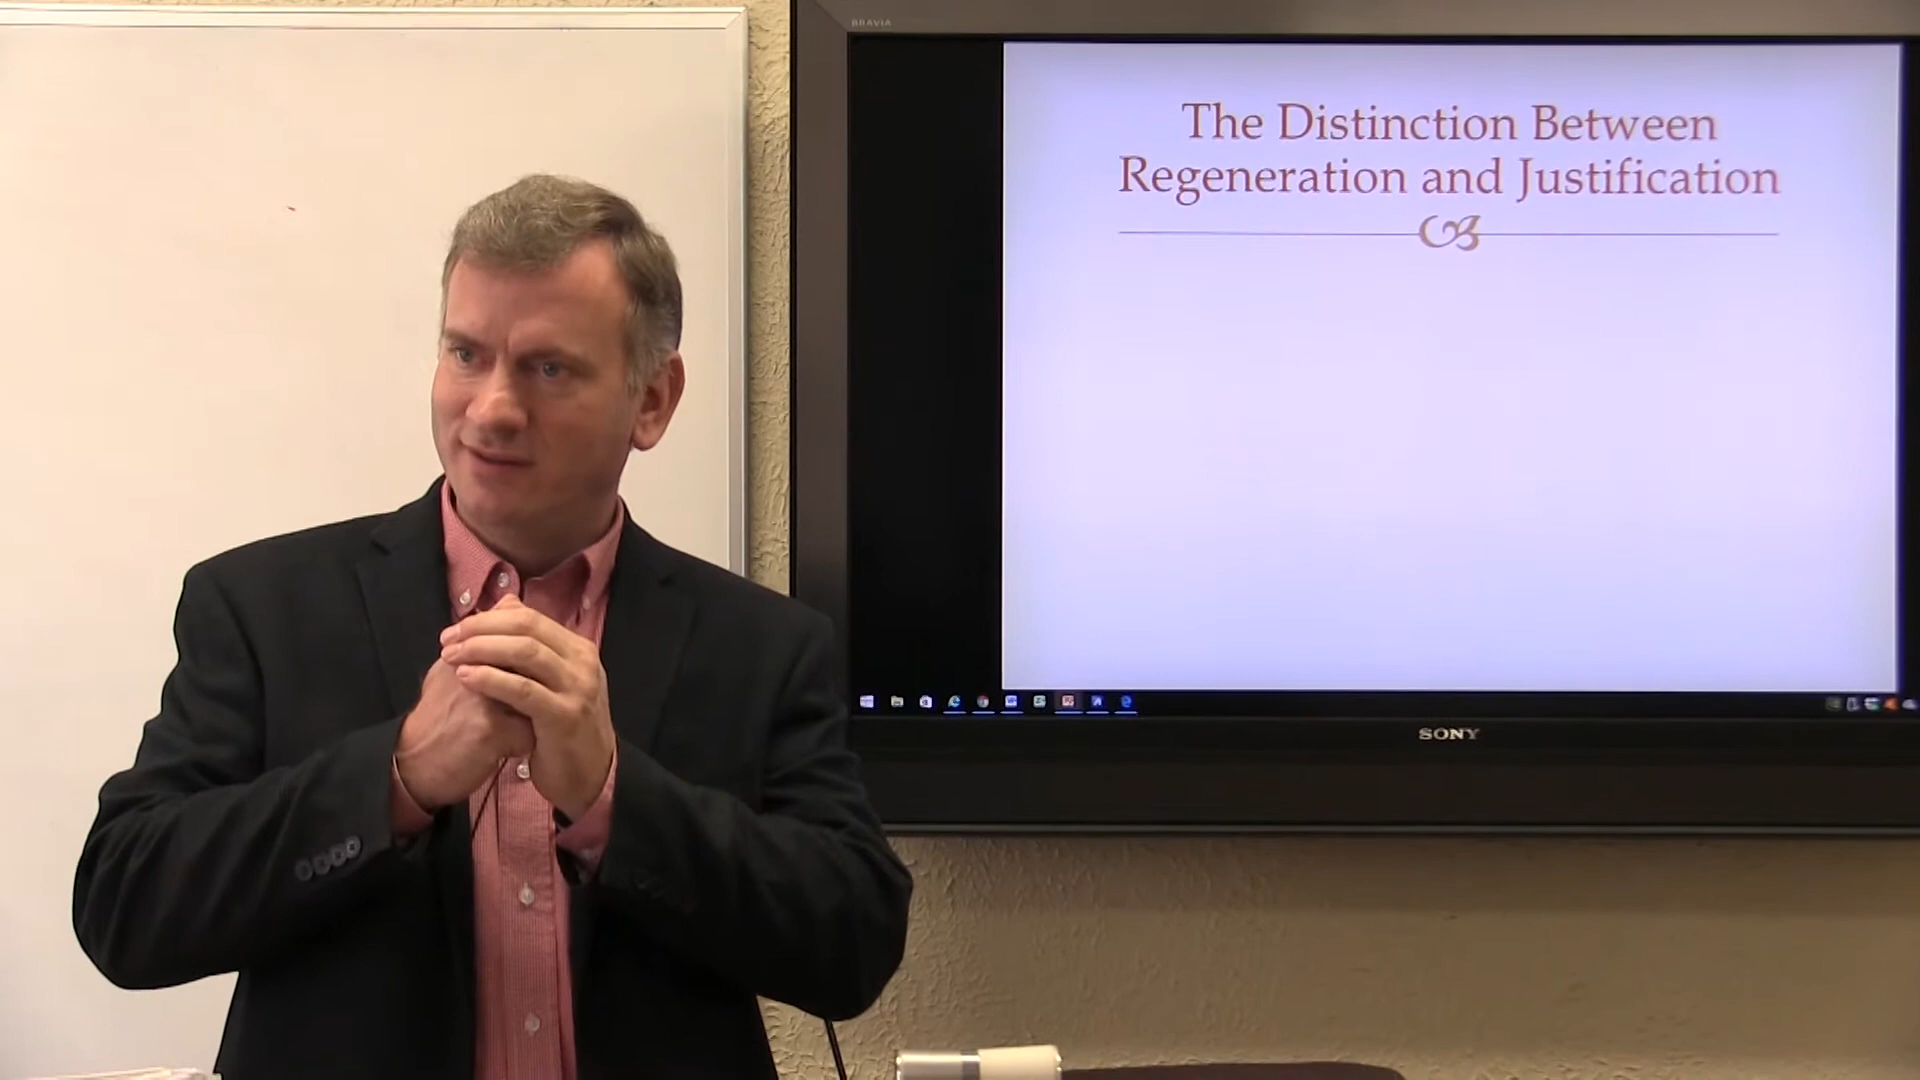 BRAVIA
The Distinction Between
Regeneration and Justification
SONY